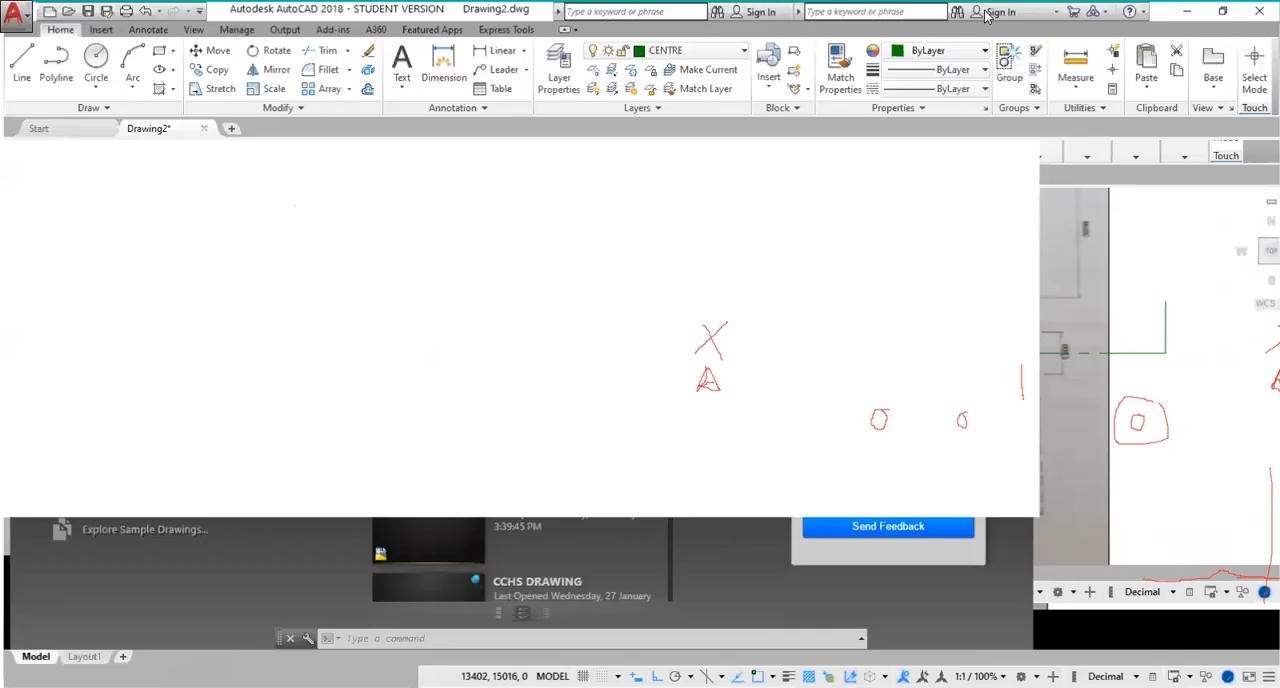 Autodesk AutoCAD 2018 - STUDENT VERSION Drawing2.dwg Type a keyword or phrase Sign In Type a keyword or phrase Sign In
Home Insert Annotate View Manage Output Add-ins A360 Featured Apps Express Tools
Line Polyline Circle Arc Move Rotate Trim Text Dimension Linear Layer Properties CENTRE Insert Match Properties ByLayer Group Measure Paste Base Select Mode
Copy Mirror Fillet Leader Make Current ByLayer
Stretch Scale Array Table Match Layer ByLayer
Draw Modify Annotation Layers Block Properties Groups Utilities Clipboard View Touch
Start Drawing2*
Touch
N
W TOP
WCS
X
A
O O
O
Explore Sample Drawings...
3:39:45 PM
Send Feedback
CCHS DRAWING
Last Opened Wednesday, 27 January
Decimal
Type a command
Model Layout1
13402, 15016, 0 MODEL 1:1 / 100% Decimal